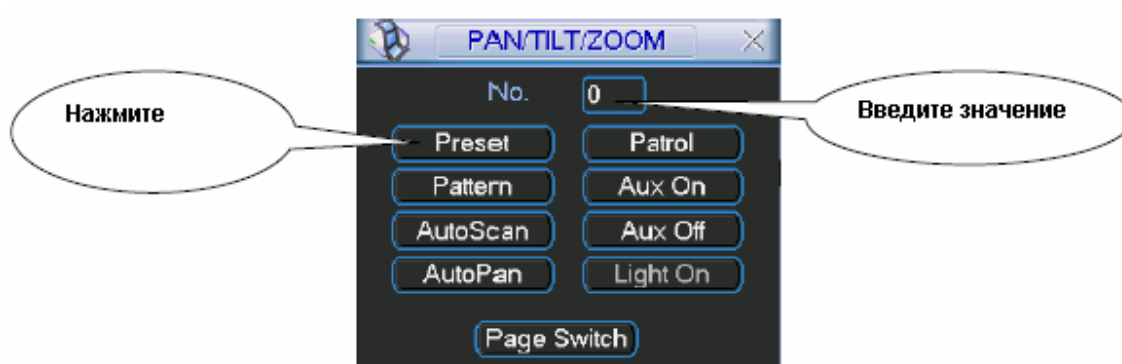 PAN/TILT/ZOOM
No. 0
Нажмите
Введите значение
Preset Patrol
Pattern Aux On
AutoScan Aux Off
AutoPan Light On
Page Switch